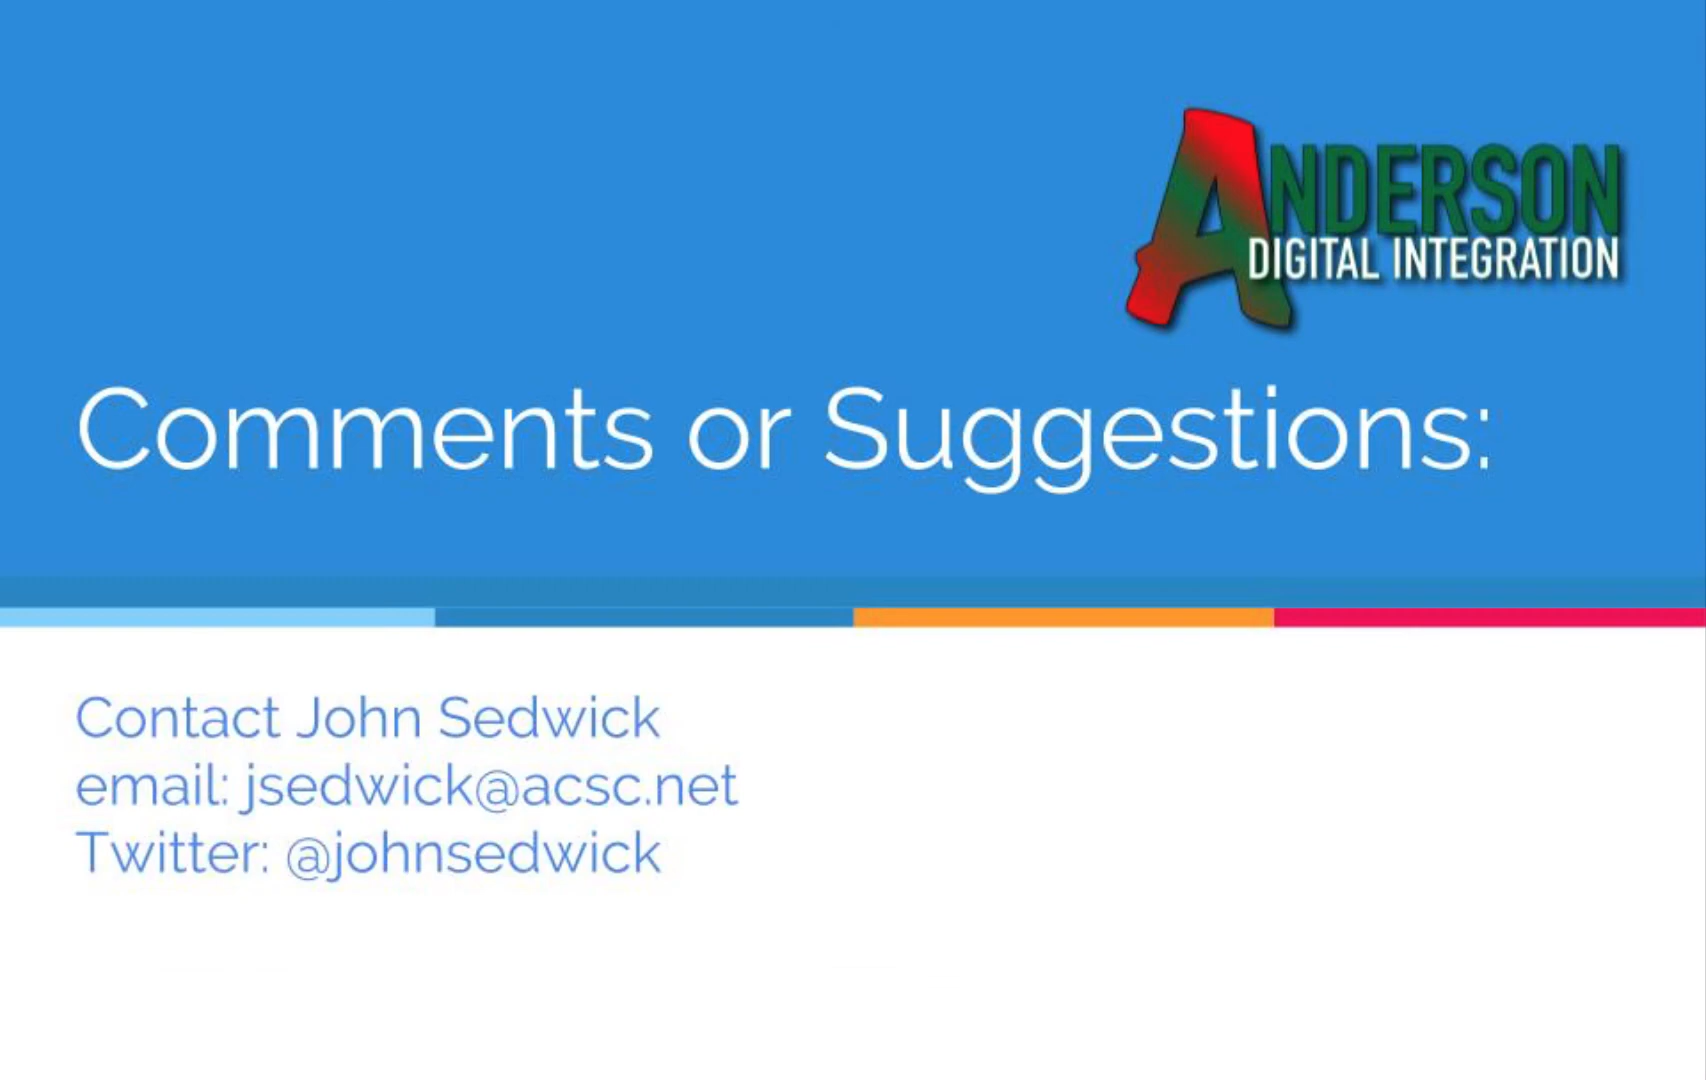 ANDERSON
DIGITAL INTEGRATION
Comments or Suggestions:
Contact John Sedwick
email: jsedwick@acsc.net
Twitter: @johnsedwick